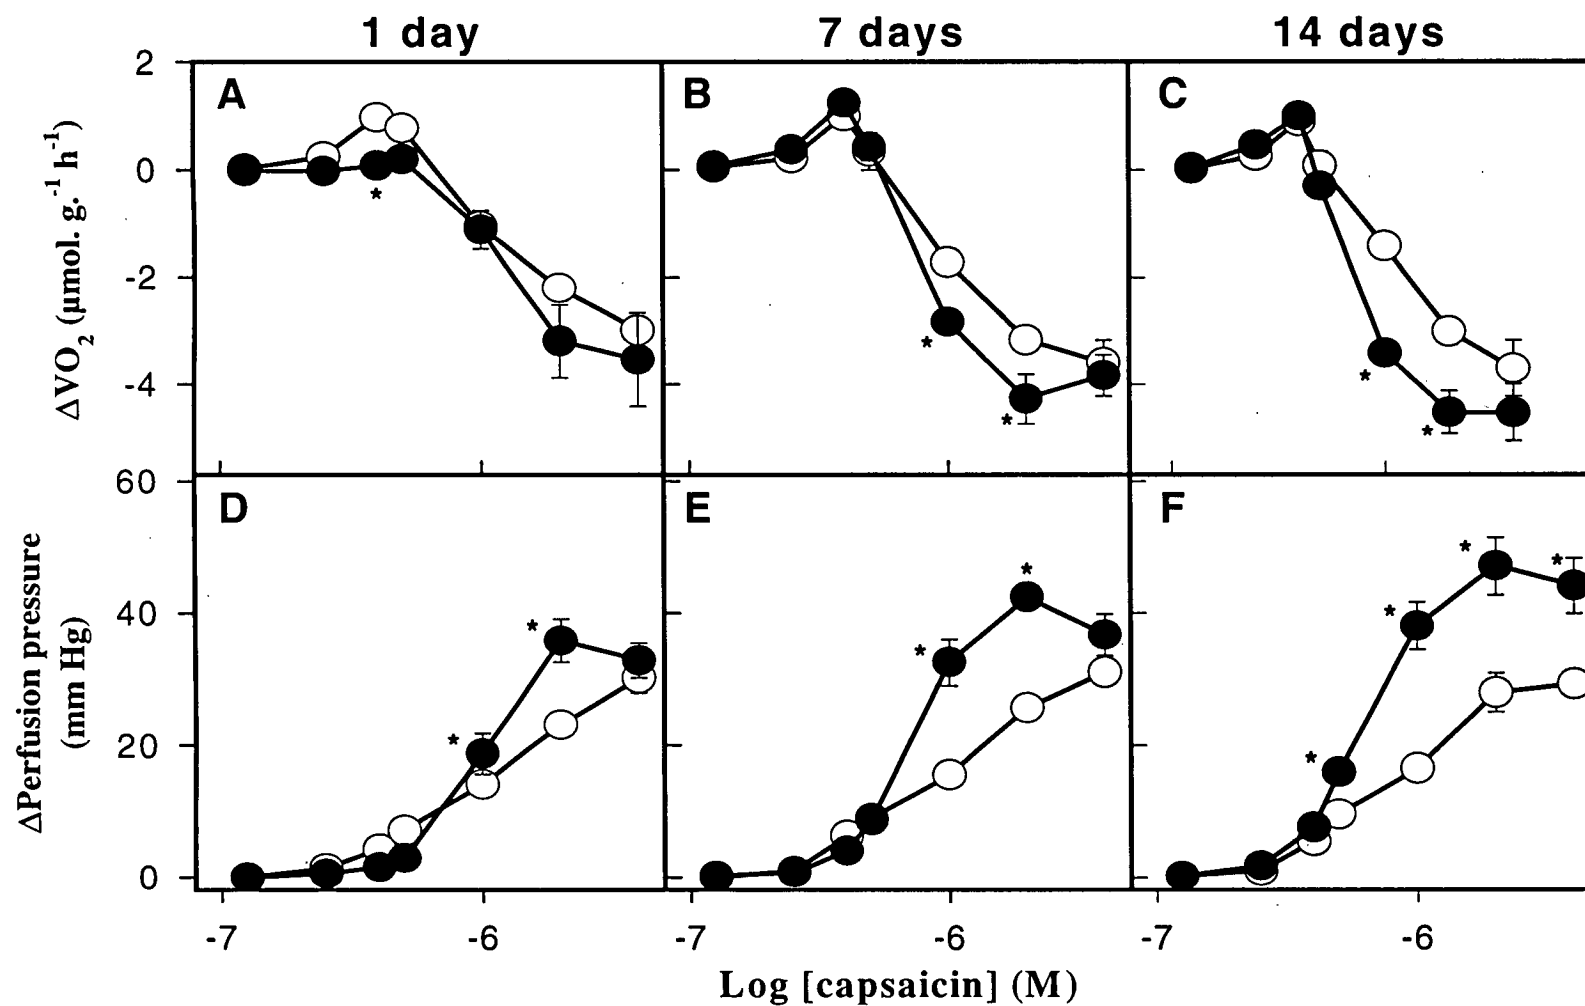 1 day 7 days 14 days
A B C
2
0
-2
-4
ΔVO2 (μmol. g.-1 h-1)
* * * * *
D E F
60
40
20
0
ΔPerfusion pressure
(mm Hg)
* * * * * * * *
-7 -6 -7 -6 -7 -6
Log [capsaicin] (M)